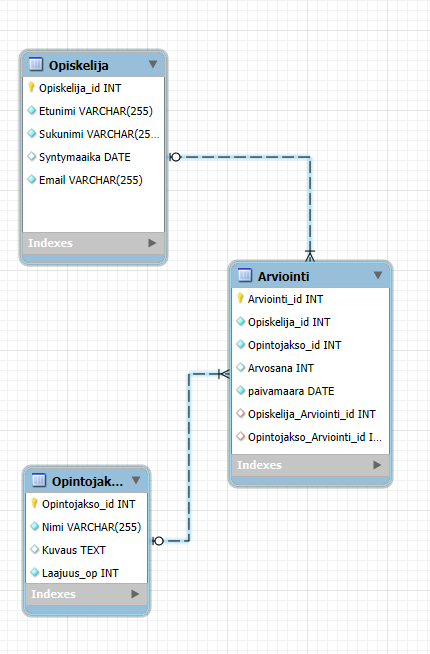 Opiskelija
Opiskelija_id INT
Etunimi VARCHAR(255)
Sukunimi VARCHAR(25...
Syntymaaika DATE
Email VARCHAR(255)
Indexes
Arviointi
Arviointi_id INT
Opiskelija_id INT
Opintojakso_id INT
Arvosana INT
paivamaara DATE
Opiskelija_Arviointi_id INT
Opintojakso_Arviointi_id I...
Indexes
Opintojak...
Opintojakso_id INT
Nimi VARCHAR(255)
Kuvaus TEXT
Laajuus_op INT
Indexes